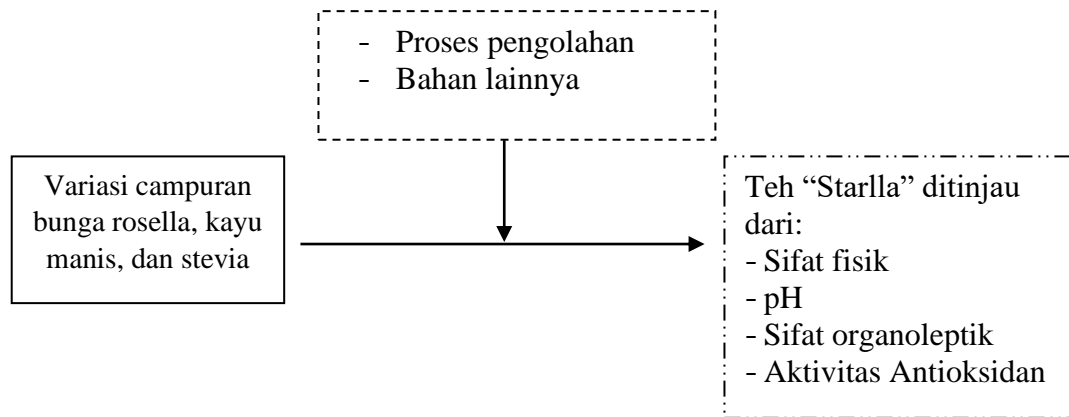 - Proses pengolahan
- Bahan lainnya
Variasi campuran
bunga rosella, kayu
manis, dan stevia
Teh “Starlla” ditinjau
dari:
- Sifat fisik
- pH
- Sifat organoleptik
- Aktivitas Antioksidan